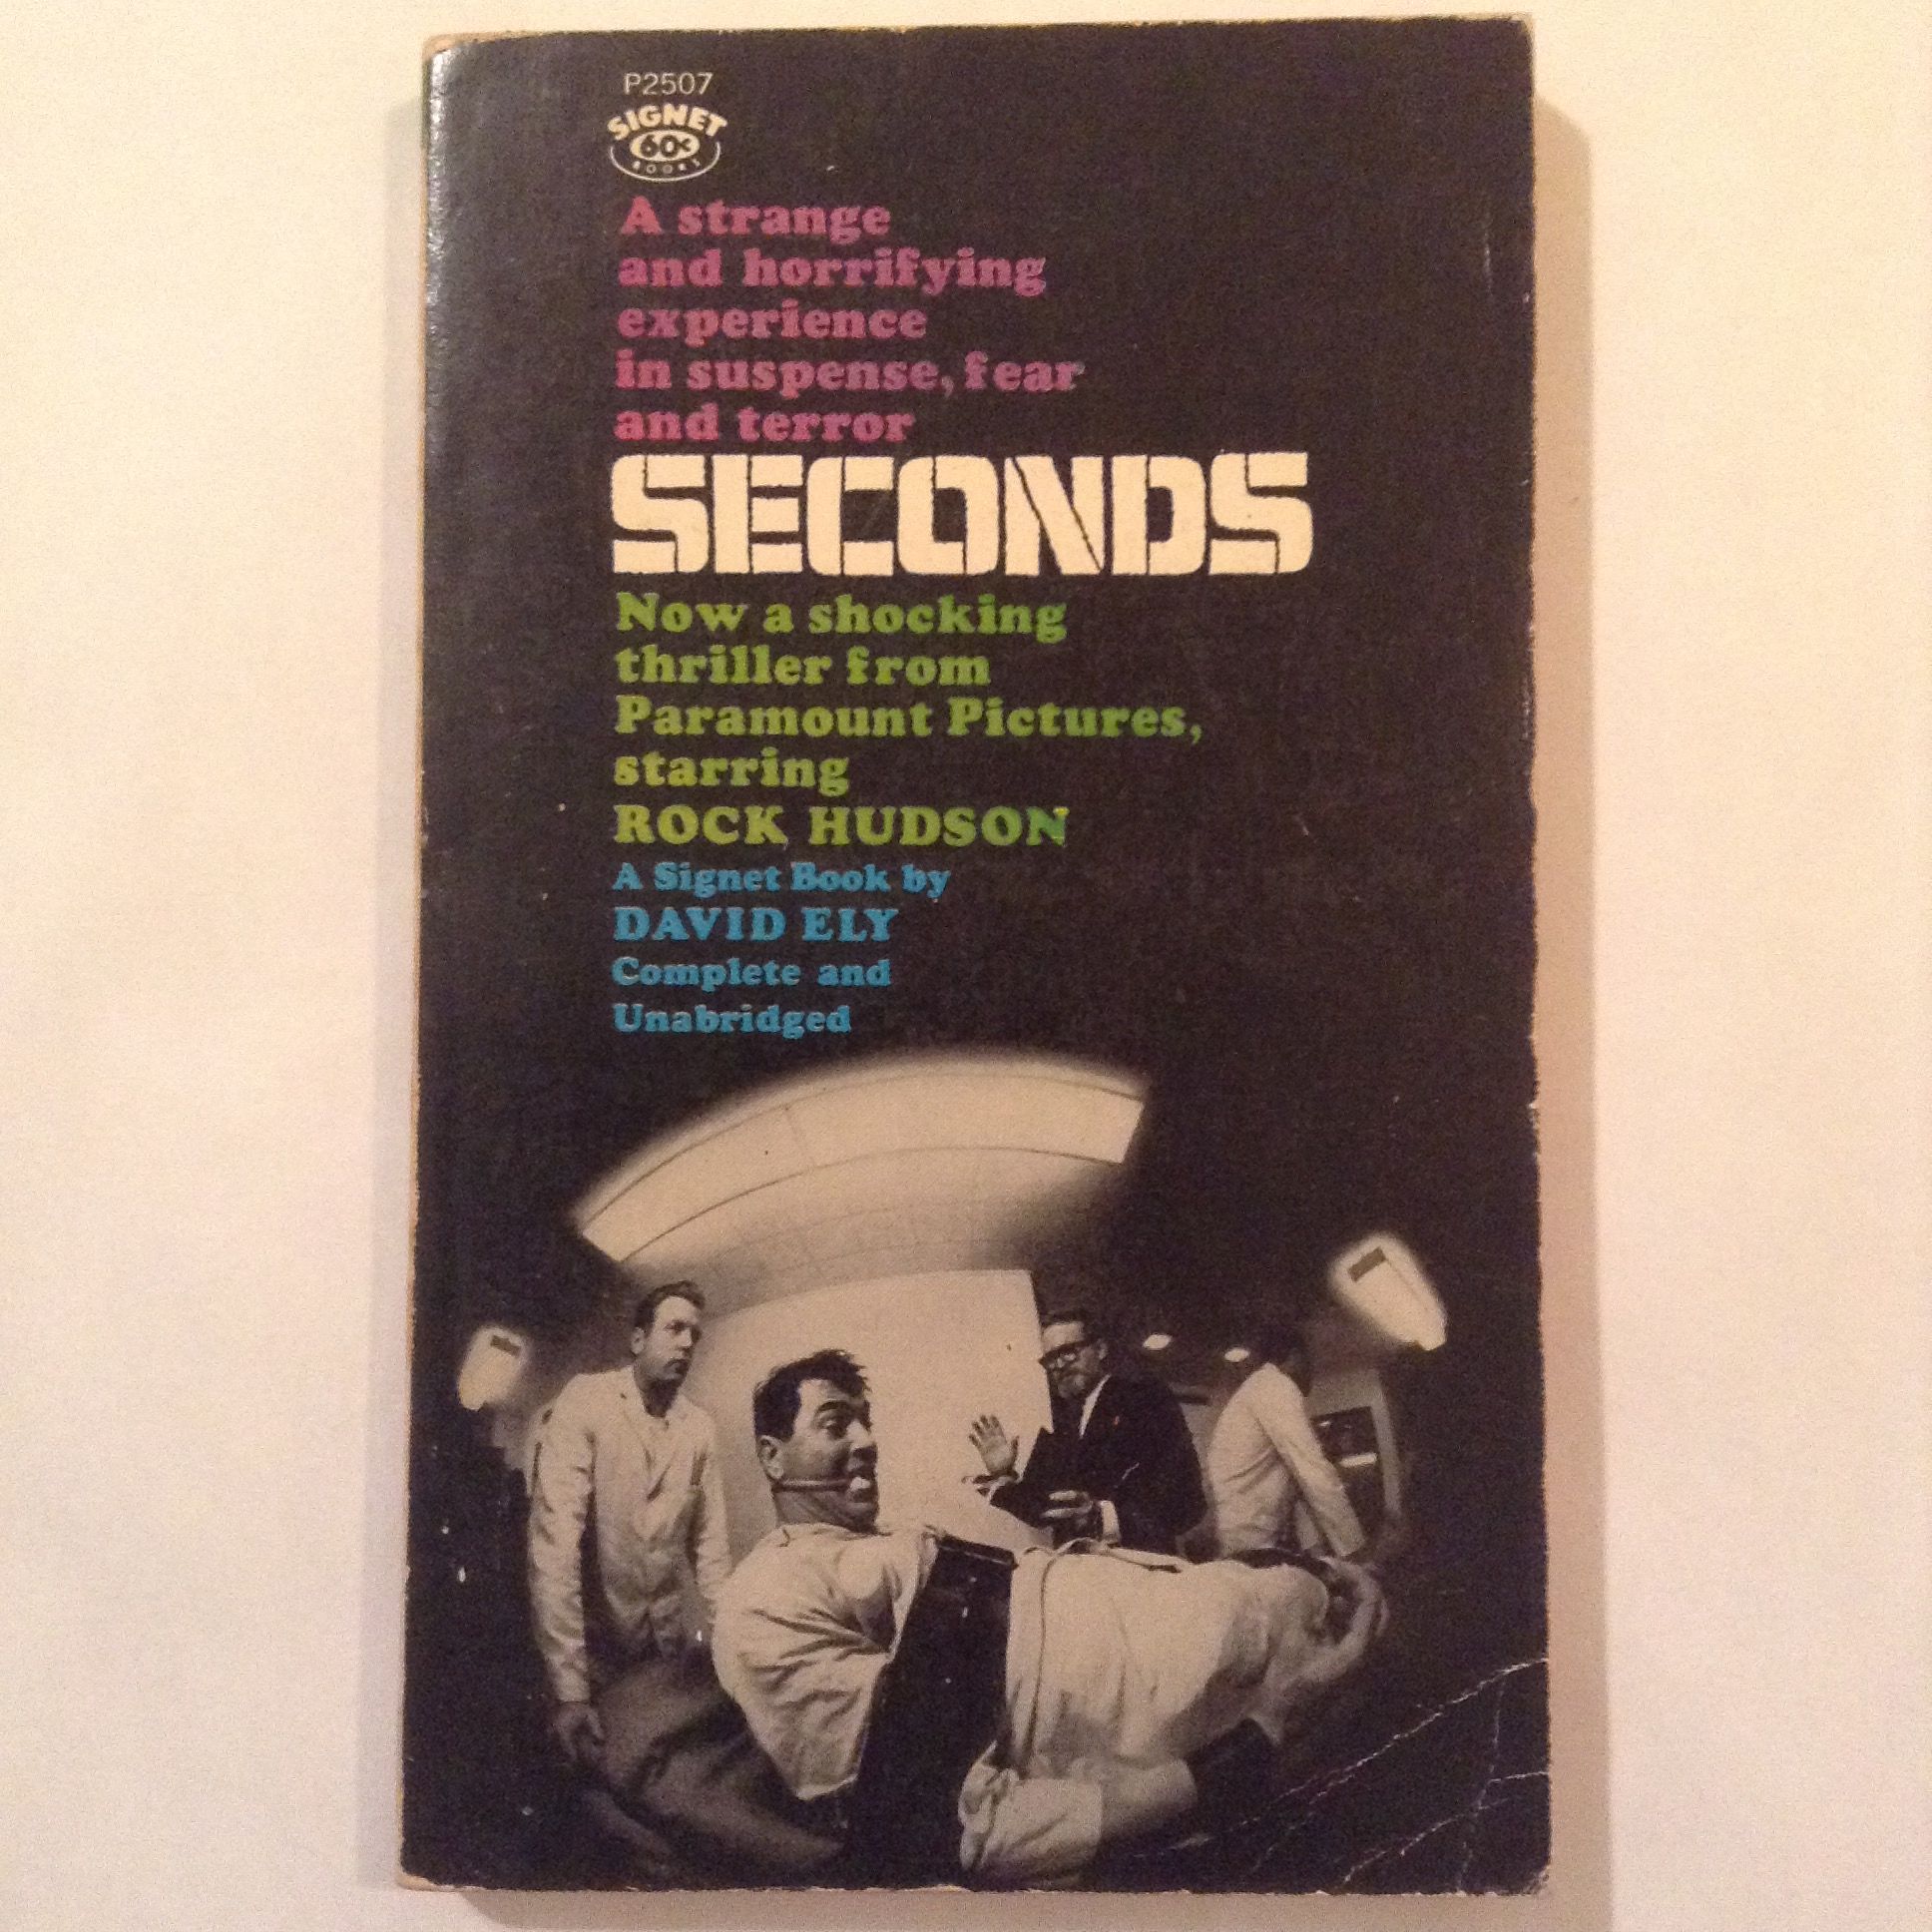 P2507
SIGNET
60¢
BOOKS
A strange
and horrifying
experience
in suspense, fear
and terror
SECONDS
Now a shocking
thriller from
Paramount Pictures,
starring
ROCK HUDSON
A Signet Book by
DAVID ELY
Complete and
Unabridged